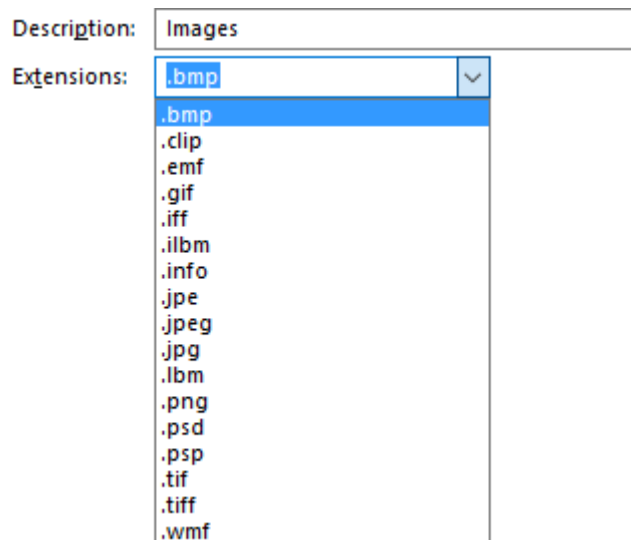 Description: Images
Extensions: .bmp
.bmp
.clip
.emf
.gif
.iff
.ilbm
.info
.jpe
.jpeg
.jpg
.lbm
.png
.psd
.psp
.tif
.tiff
.wmf